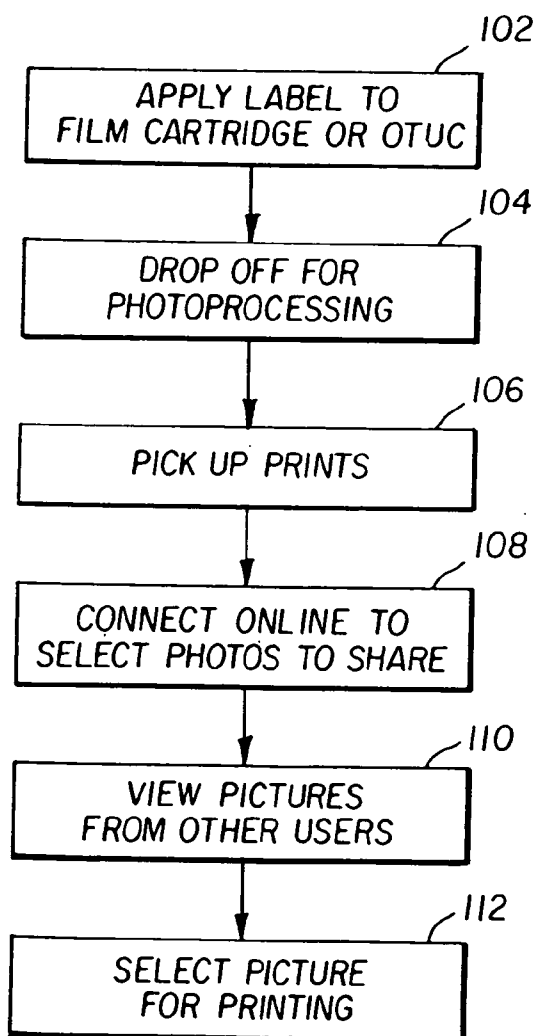 102
APPLY LABEL TO
FILM CARTRIDGE OR OTUC
104
DROP OFF FOR
PHOTOPROCESSING
106
PICK UP PRINTS
108
CONNECT ONLINE TO
SELECT PHOTOS TO SHARE
110
VIEW PICTURES
FROM OTHER USERS
112
SELECT PICTURE
FOR PRINTING